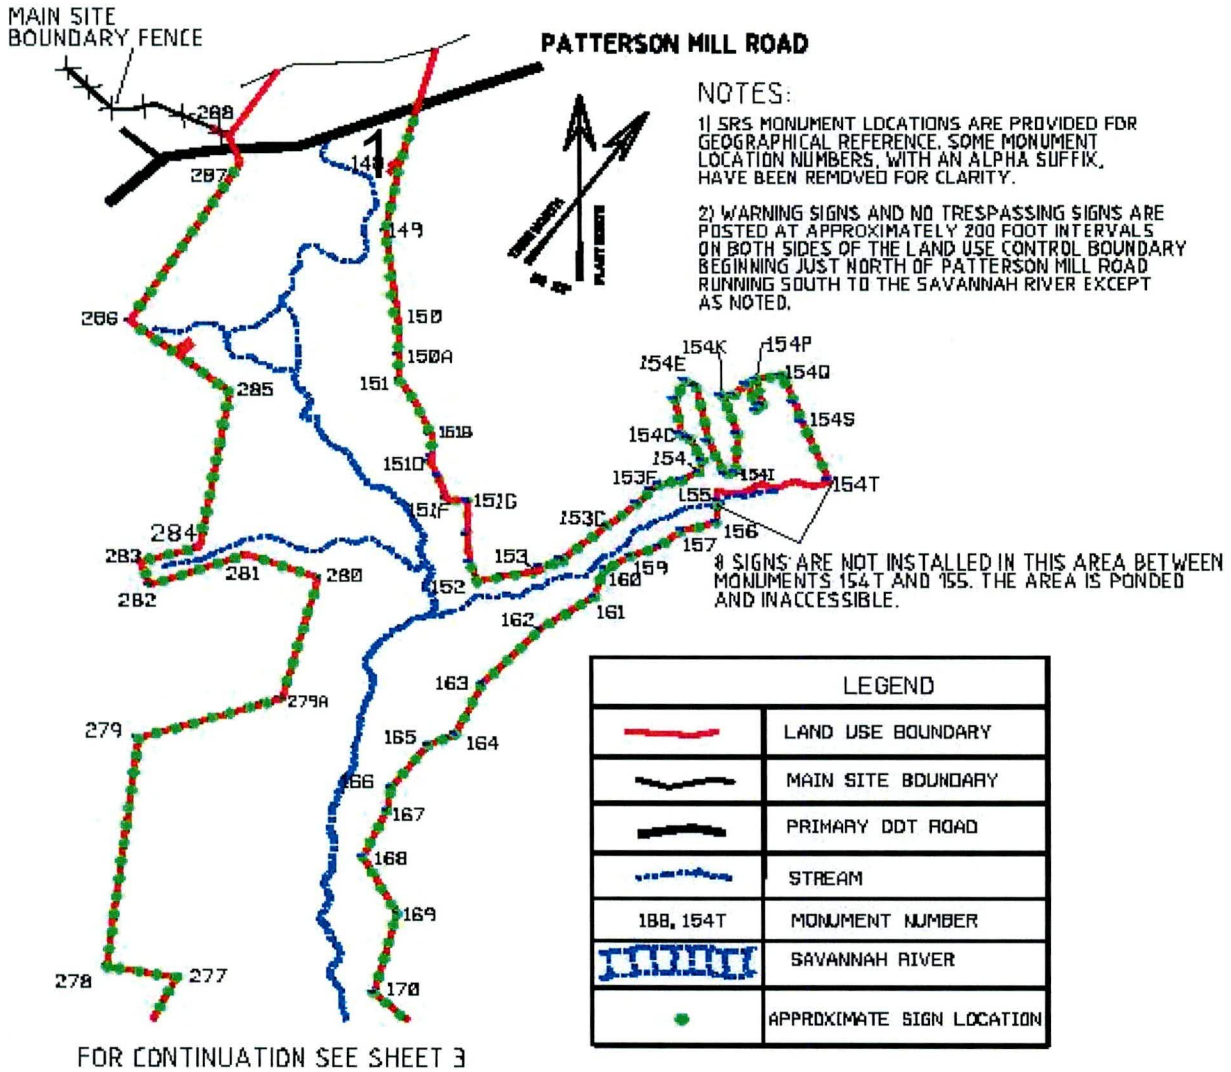 MAIN SITE
BOUNDARY FENCE
PATTERSON MILL ROAD
NOTES:
1) SRS MONUMENT LOCATIONS ARE PROVIDED FOR
GEOGRAPHICAL REFERENCE. SOME MONUMENT
LOCATION NUMBERS, WITH AN ALPHA SUFFIX,
HAVE BEEN REMOVED FOR CLARITY.
2) WARNING SIGNS AND NO TRESPASSING SIGNS ARE
POSTED AT APPROXIMATELY 200 FOOT INTERVALS
ON BOTH SIDES OF THE LAND USE CONTROL BOUNDARY
BEGINNING JUST NORTH OF PATTERSON MILL ROAD
RUNNING SOUTH TO THE SAVANNAH RIVER EXCEPT
AS NOTED.
TRUE NORTH
PLANT NORTH
288
287
1
149
286
150
150A
151
285
151B
151D
151F
151G
284
283
282
281
280
152
153
153C
153F
154
154D
154E
154K
154P
154Q
154S
154I
154T
155
156
157
159
160
161
162
163
164
165
166
167
168
169
170
279A
279
278
277
SIGNS ARE NOT INSTALLED IN THIS AREA BETWEEN
MONUMENTS 154T AND 155. THE AREA IS PONDED
AND INACCESSIBLE.
LEGEND
LAND USE BOUNDARY
MAIN SITE BOUNDARY
PRIMARY DOT ROAD
STREAM
188, 154T MONUMENT NUMBER
SAVANNAH RIVER
APPROXIMATE SIGN LOCATION
FOR CONTINUATION SEE SHEET 3